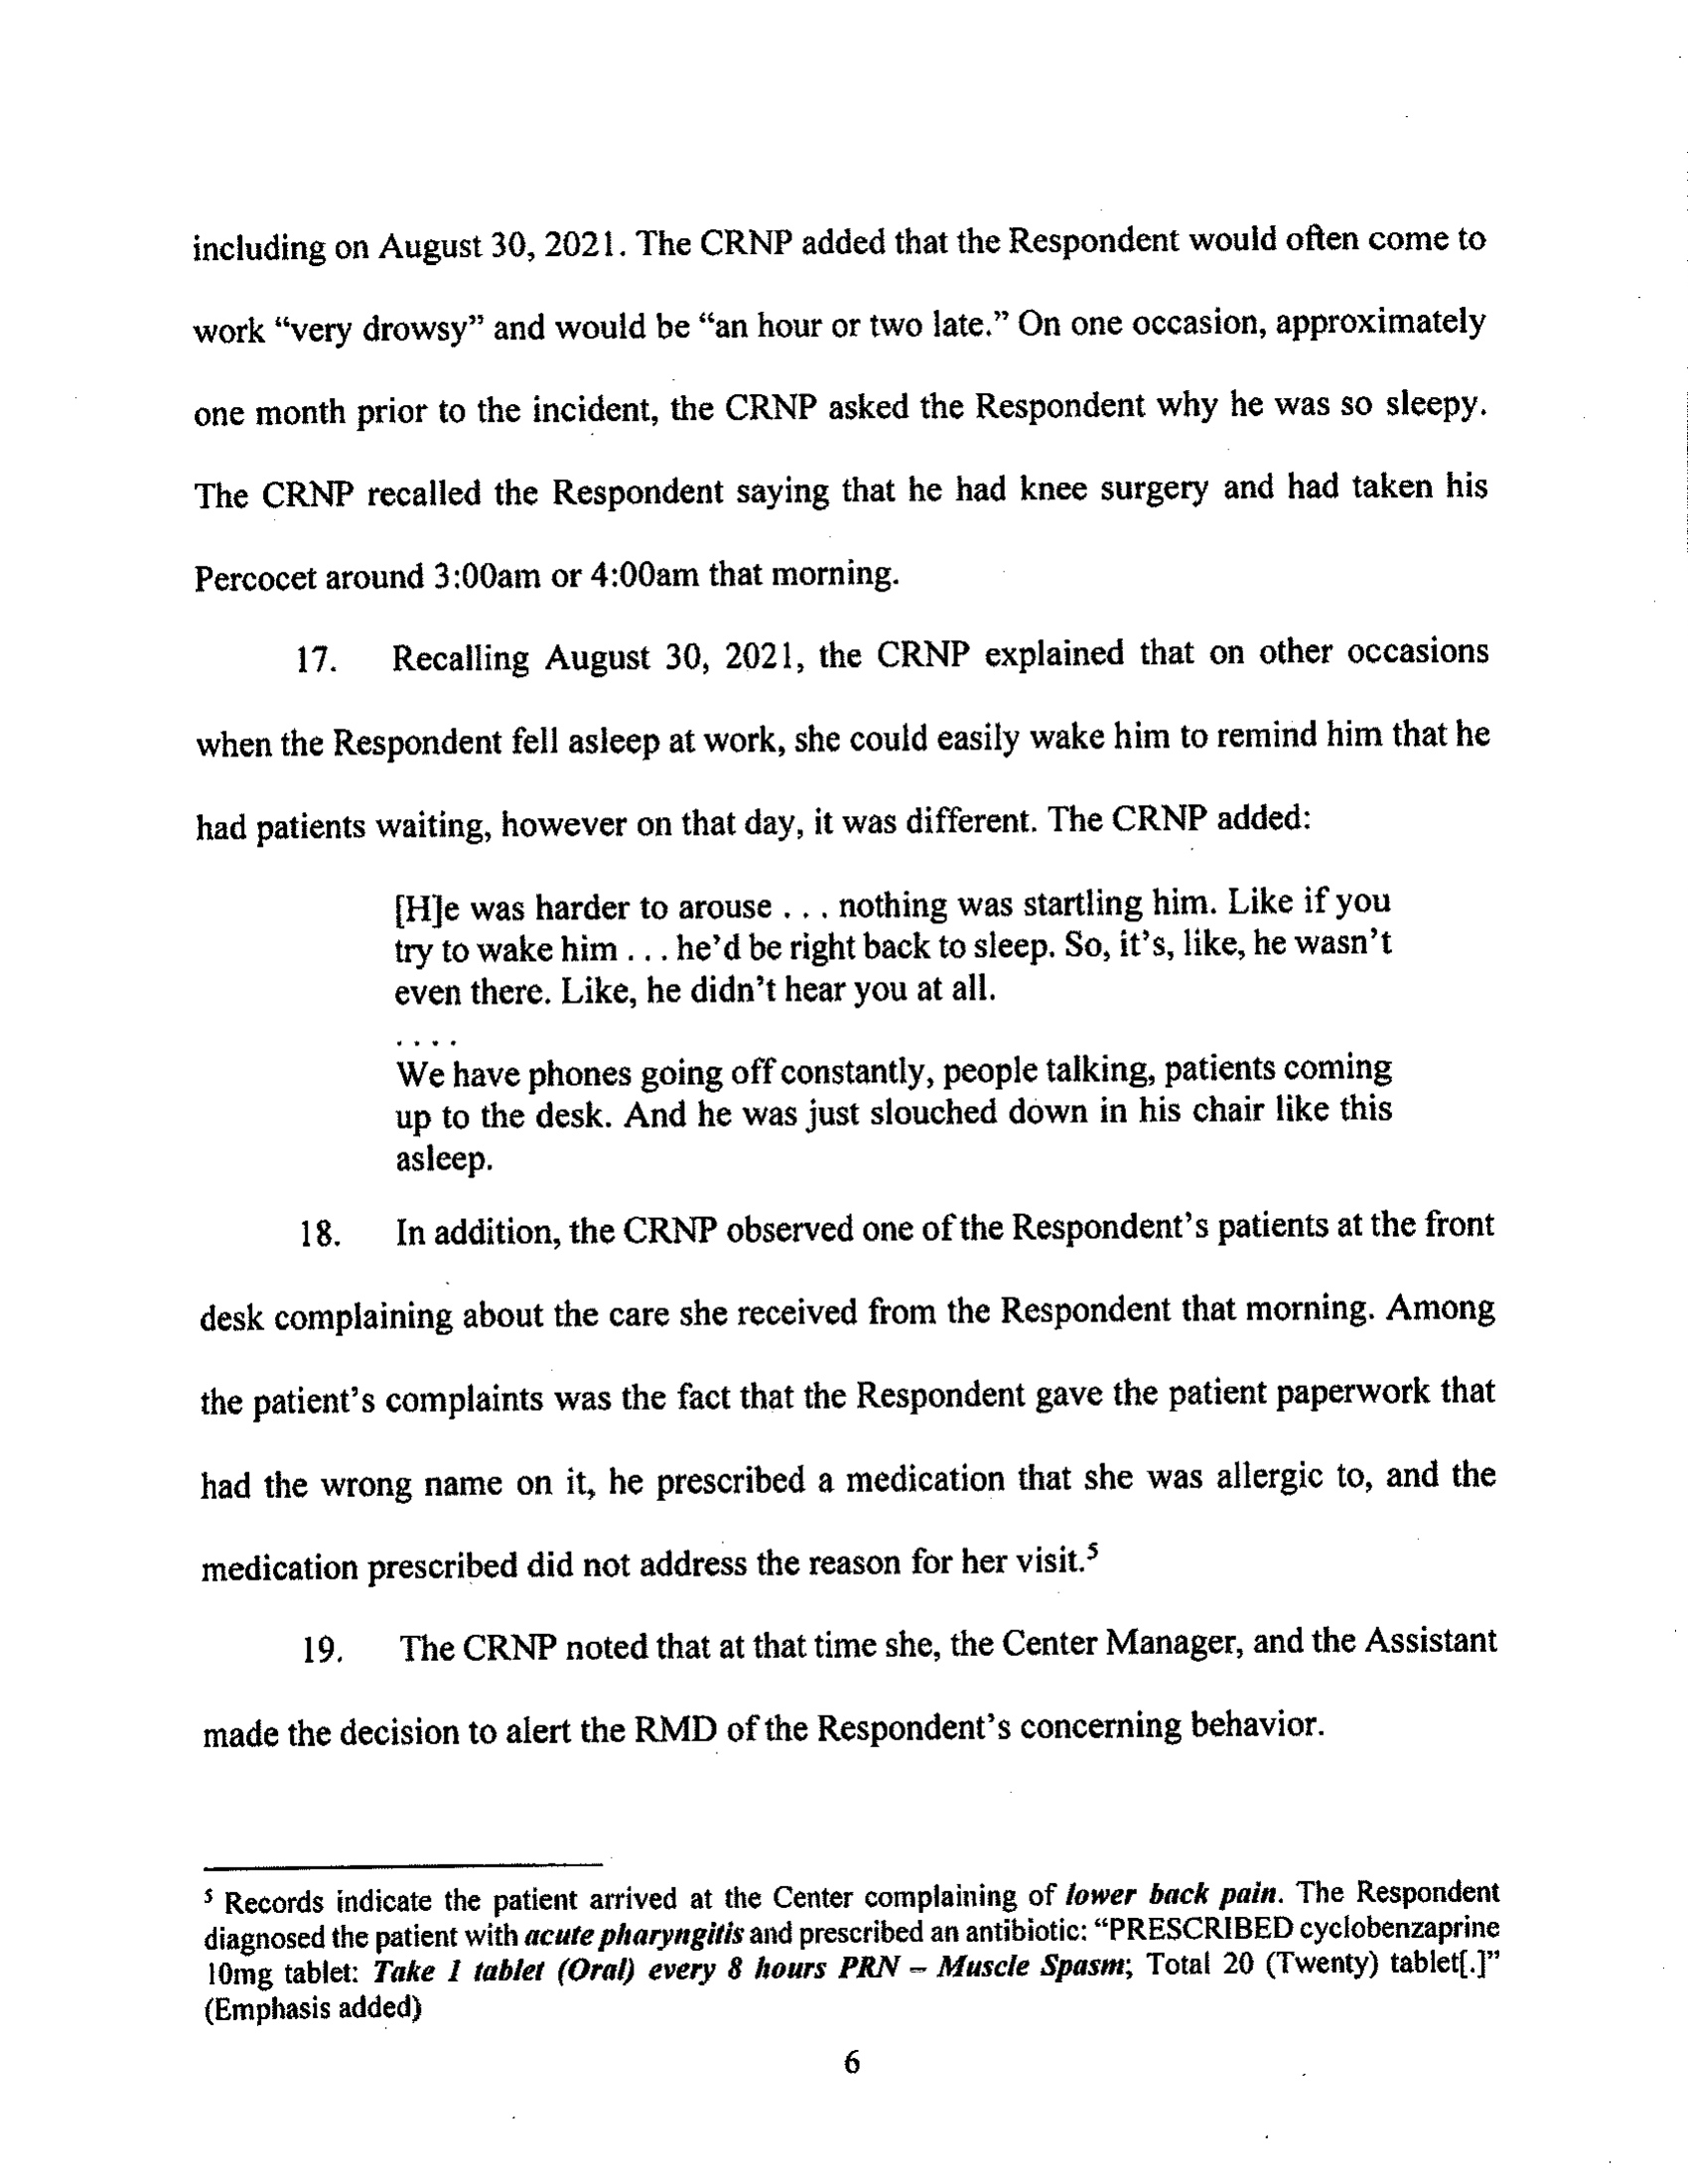 including on August 30, 2021. The CRNP added that the Respondent would often come to
work “very drowsy” and would be “an hour or two late.” On one occasion, approximately
one month prior to the incident, the CRNP asked the Respondent why he was so sleepy.
The CRNP recalled the Respondent saying that he had knee surgery and had taken his
Percocet around 3:00am or 4:00am that morning.
17. Recalling August 30, 2021, the CRNP explained that on other occasions
when the Respondent fell asleep at work, she could easily wake him to remind him that he
had patients waiting, however on that day, it was different. The CRNP added:
[H]e was harder to arouse . . . nothing was startling him. Like if you
try to wake him . . . he’d be right back to sleep. So, it’s, like, he wasn’t
even there. Like, he didn’t hear you at all.
. . . .
We have phones going off constantly, people talking, patients coming
up to the desk. And he was just slouched down in his chair like this
asleep.
18. In addition, the CRNP observed one of the Respondent’s patients at the front
desk complaining about the care she received from the Respondent that morning. Among
the patient’s complaints was the fact that the Respondent gave the patient paperwork that
had the wrong name on it, he prescribed a medication that she was allergic to, and the
medication prescribed did not address the reason for her visit.⁵
19. The CRNP noted that at that time she, the Center Manager, and the Assistant
made the decision to alert the RMD of the Respondent’s concerning behavior.
⁵ Records indicate the patient arrived at the Center complaining of lower back pain. The Respondent
diagnosed the patient with acute pharyngitis and prescribed an antibiotic: “PRESCRIBED cyclobenzaprine
10mg tablet: Take 1 tablet (Oral) every 8 hours PRN – Muscle Spasm; Total 20 (Twenty) tablet[.]”
(Emphasis added)
6